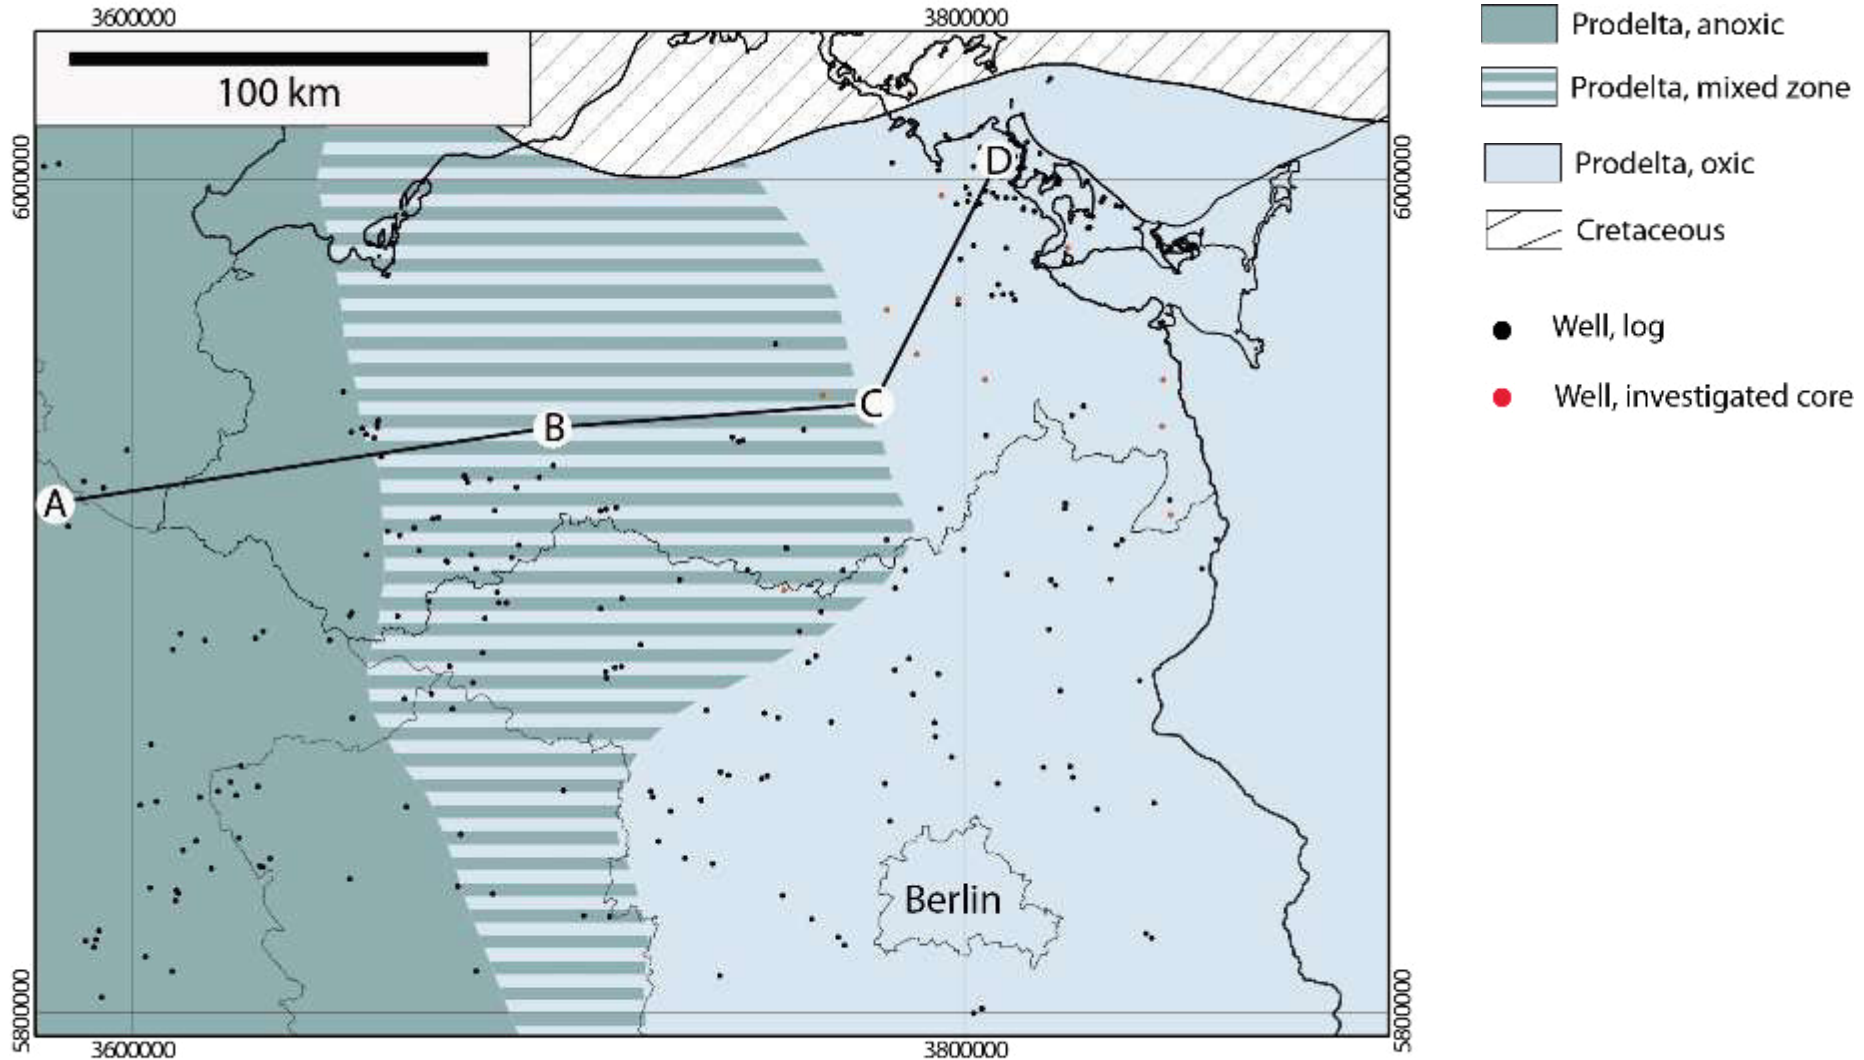 3600000
3800000
100 km
6000000
6000000
A
B
C
D
Berlin
5800000
5800000
3600000
3800000
Prodelta, anoxic
Prodelta, mixed zone
Prodelta, oxic
Cretaceous
Well, log
Well, investigated core